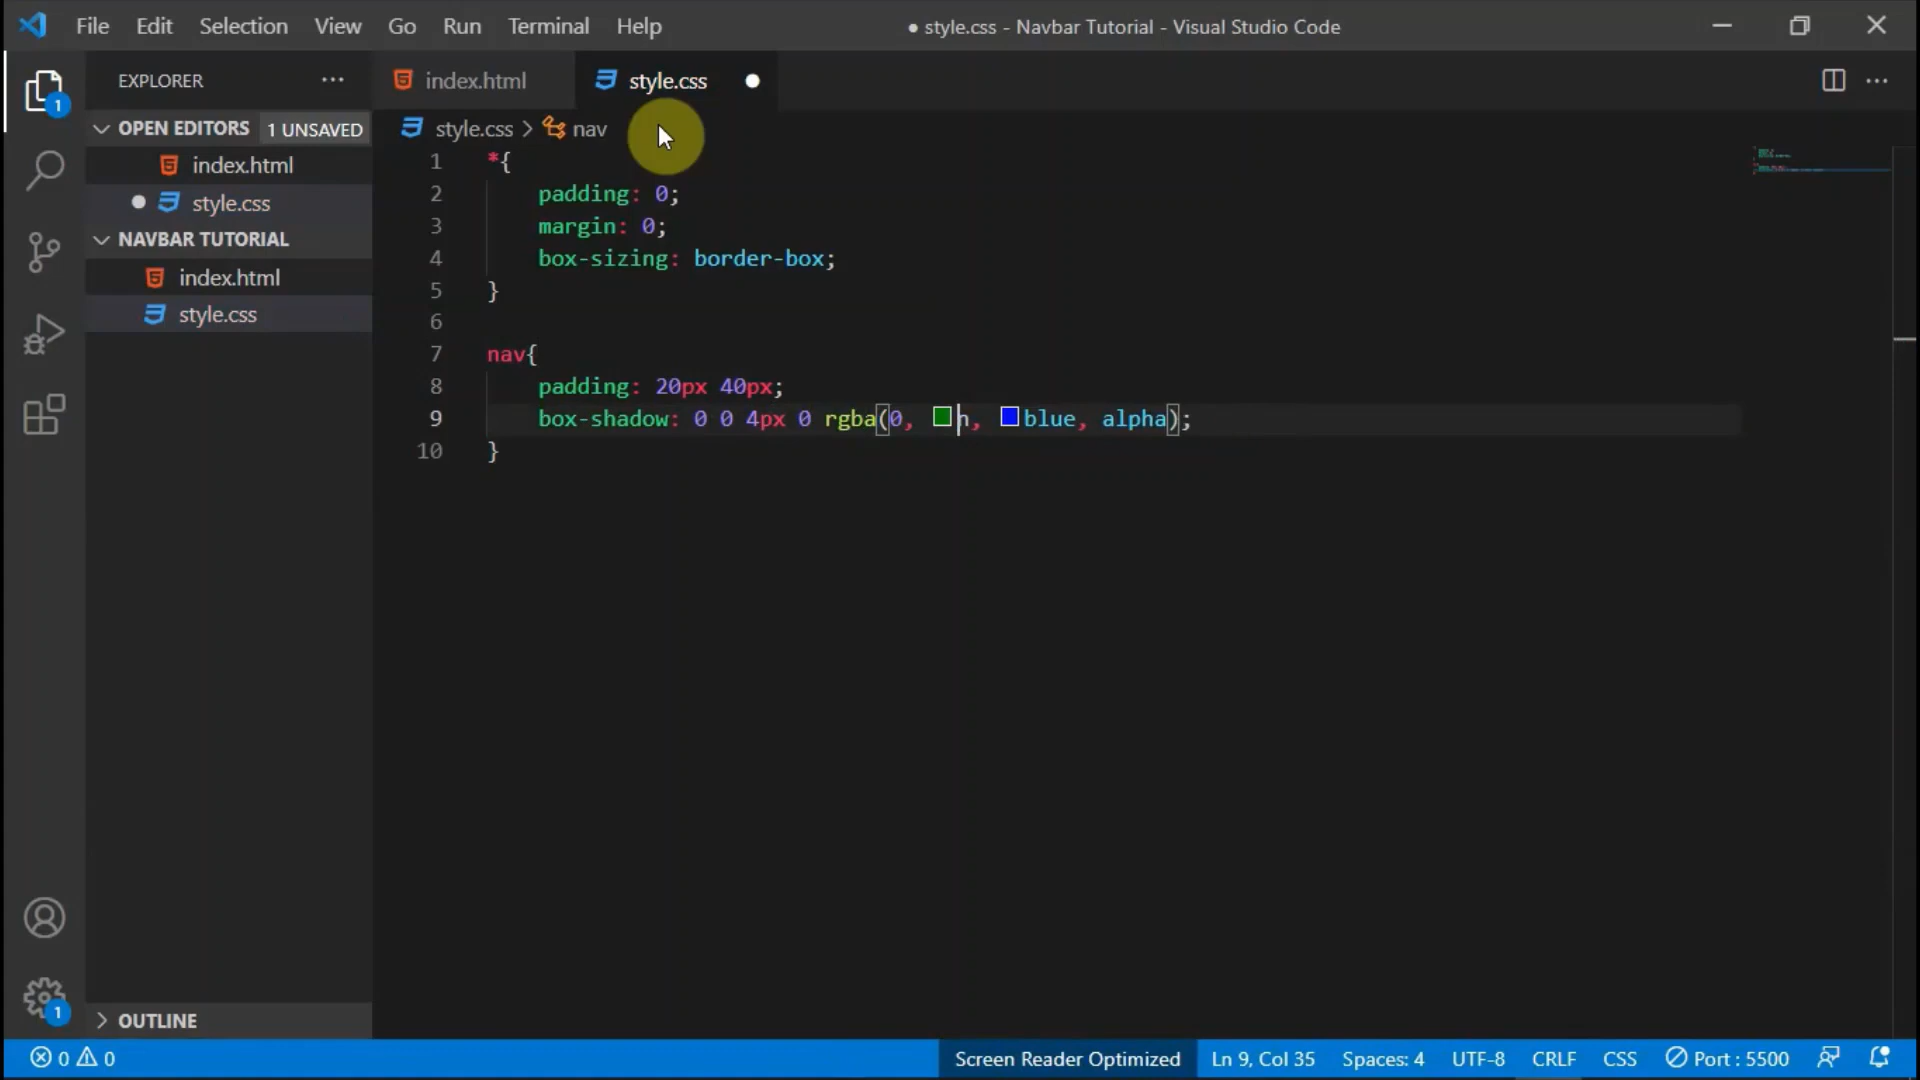 File Edit Selection View Go Run Terminal Help
● style.css - Navbar Tutorial - Visual Studio Code
EXPLORER
index.html
style.css
1
OPEN EDITORS
1 UNSAVED
style.css > nav
index.html
style.css
NAVBAR TUTORIAL
index.html
style.css
1 *{
2 padding: 0;
3 margin: 0;
4 box-sizing: border-box;
5 }
6
7 nav{
8 padding: 20px 40px;
9 box-shadow: 0 0 4px 0 rgba(0, n, blue, alpha);
10 }
1
OUTLINE
0 0
Screen Reader Optimized
Ln 9, Col 35
Spaces: 4
UTF-8
CRLF
CSS
Port : 5500